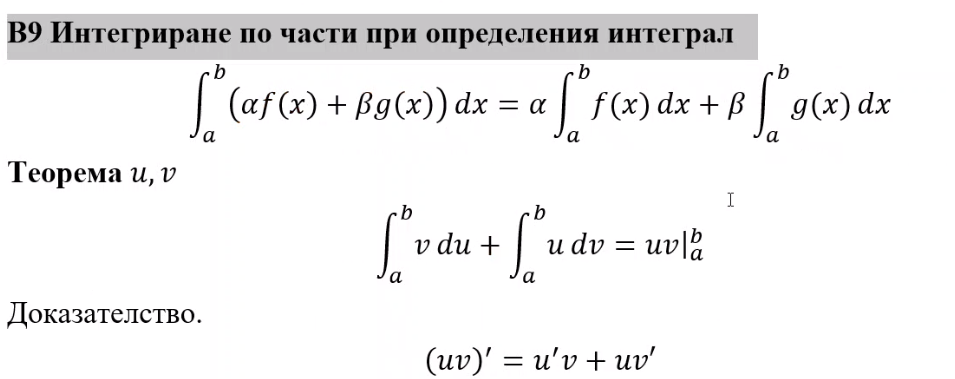 В9 Интегриране по части при определения интеграл
∫_a^b (αf(x) + βg(x)) dx = α ∫_a^b f(x) dx + β ∫_a^b g(x) dx
Теорема u, v
∫_a^b v du + ∫_a^b u dv = uv|_a^b
Доказателство.
(uv)′ = u′v + uv′